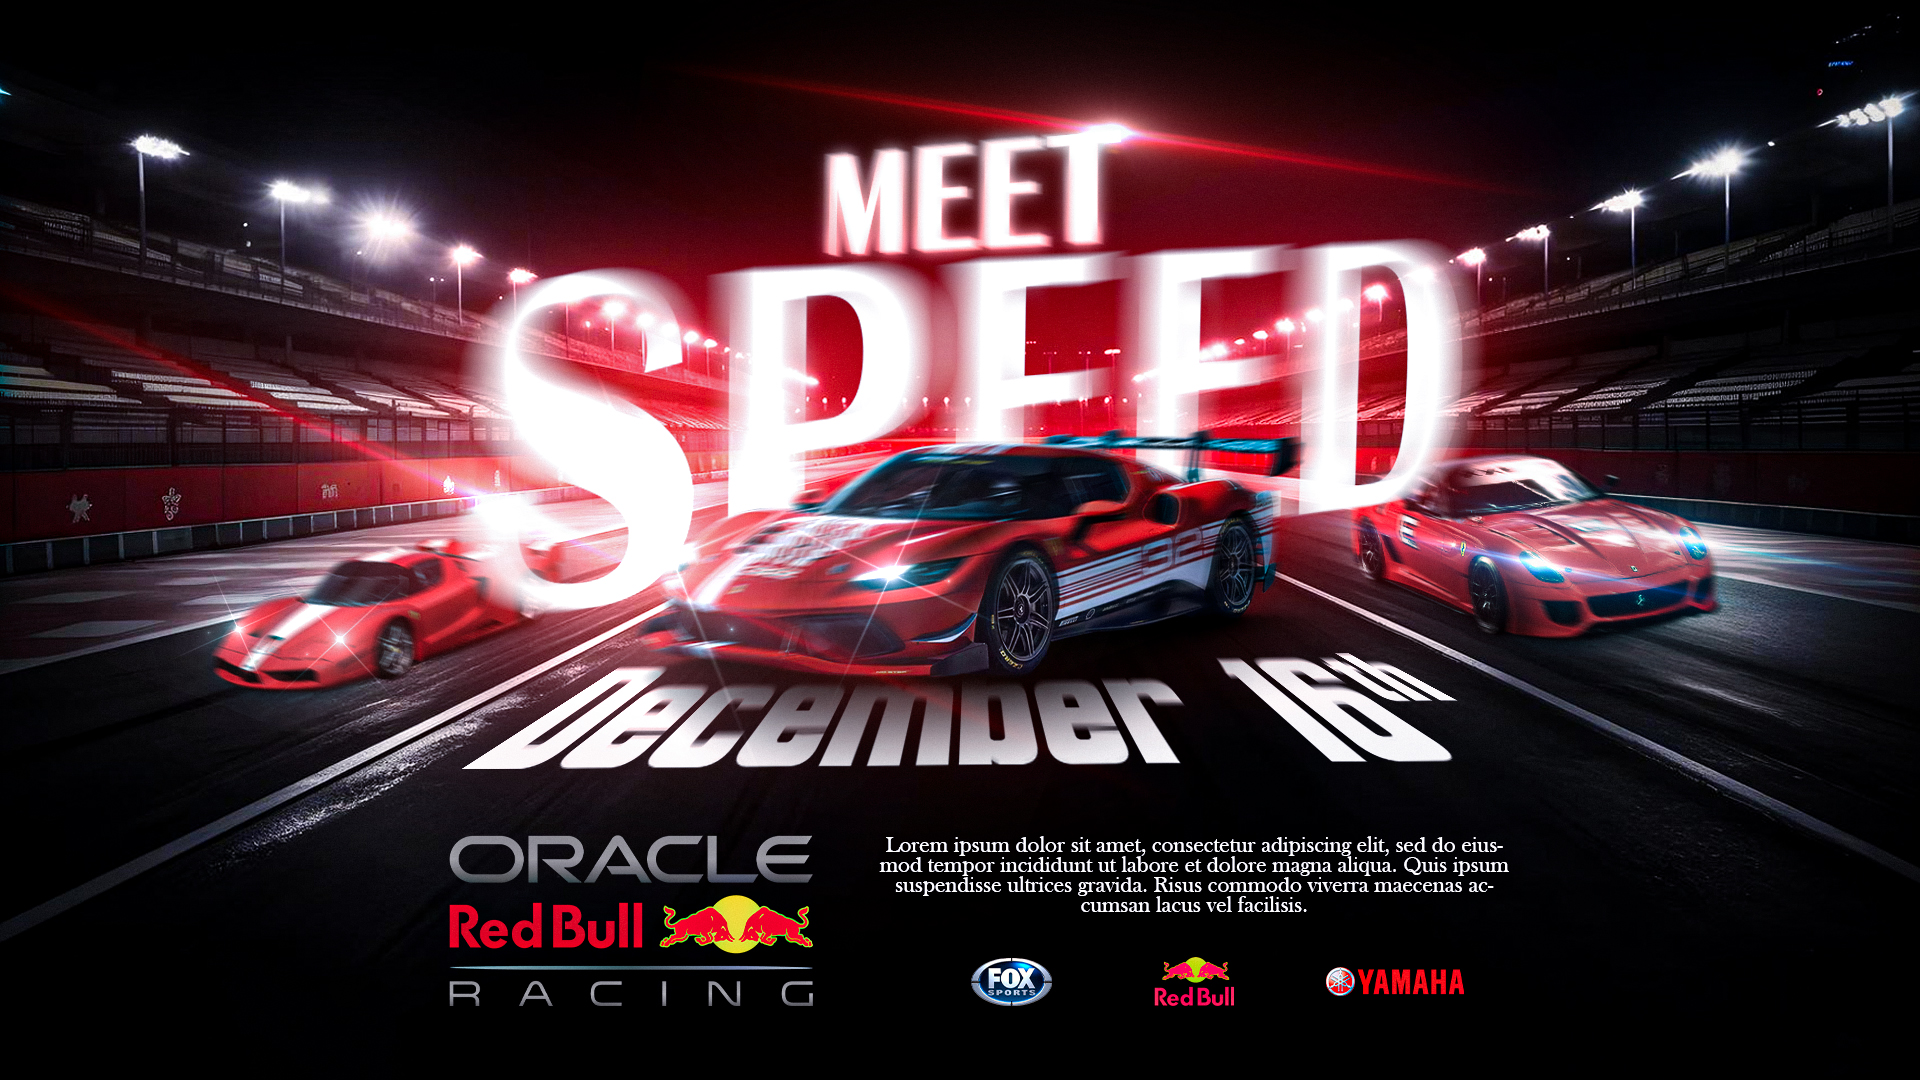 MEET
SPEED
32
December 16th
ORACLE
Red Bull
RACING
Lorem ipsum dolor sit amet, consectetur adipiscing elit, sed do eius-
mod tempor incididunt ut labore et dolore magna aliqua. Quis ipsum
suspendisse ultrices gravida. Risus commodo viverra maecenas ac-
cumsan lacus vel facilisis.
FOX
SPORTS
Red Bull
YAMAHA